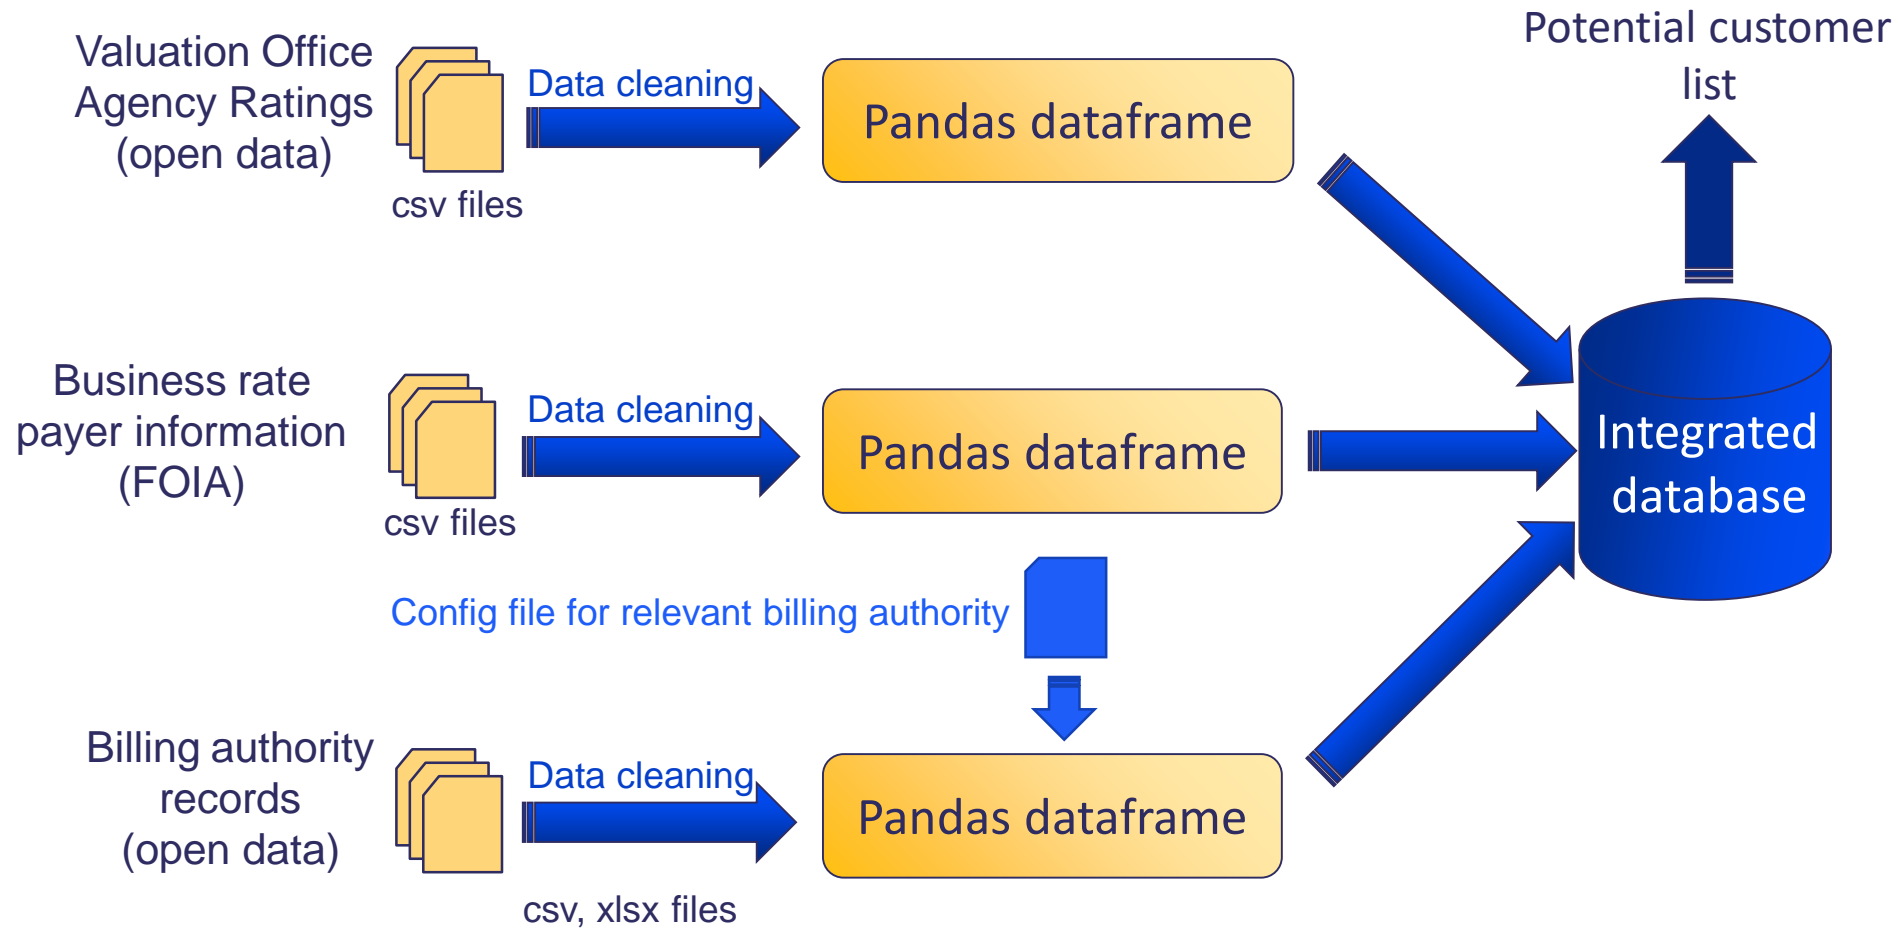 Valuation Office
Agency Ratings
(open data)
csv files
Data cleaning
Pandas dataframe
Potential customer
list
Business rate
payer information
(FOIA)
csv files
Data cleaning
Pandas dataframe
Integrated
database
Config file for relevant billing authority
Billing authority
records
(open data)
csv, xlsx files
Data cleaning
Pandas dataframe